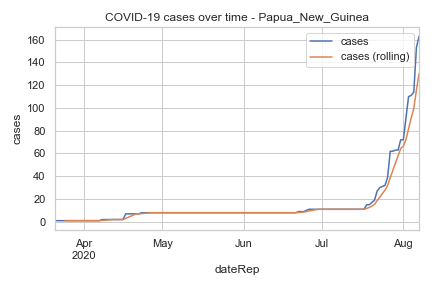 COVID-19 cases over time - Papua_New_Guinea
cases
cases (rolling)
160
140
120
100
80
60
40
20
0
cases
Apr
2020
May
Jun
Jul
Aug
dateRep